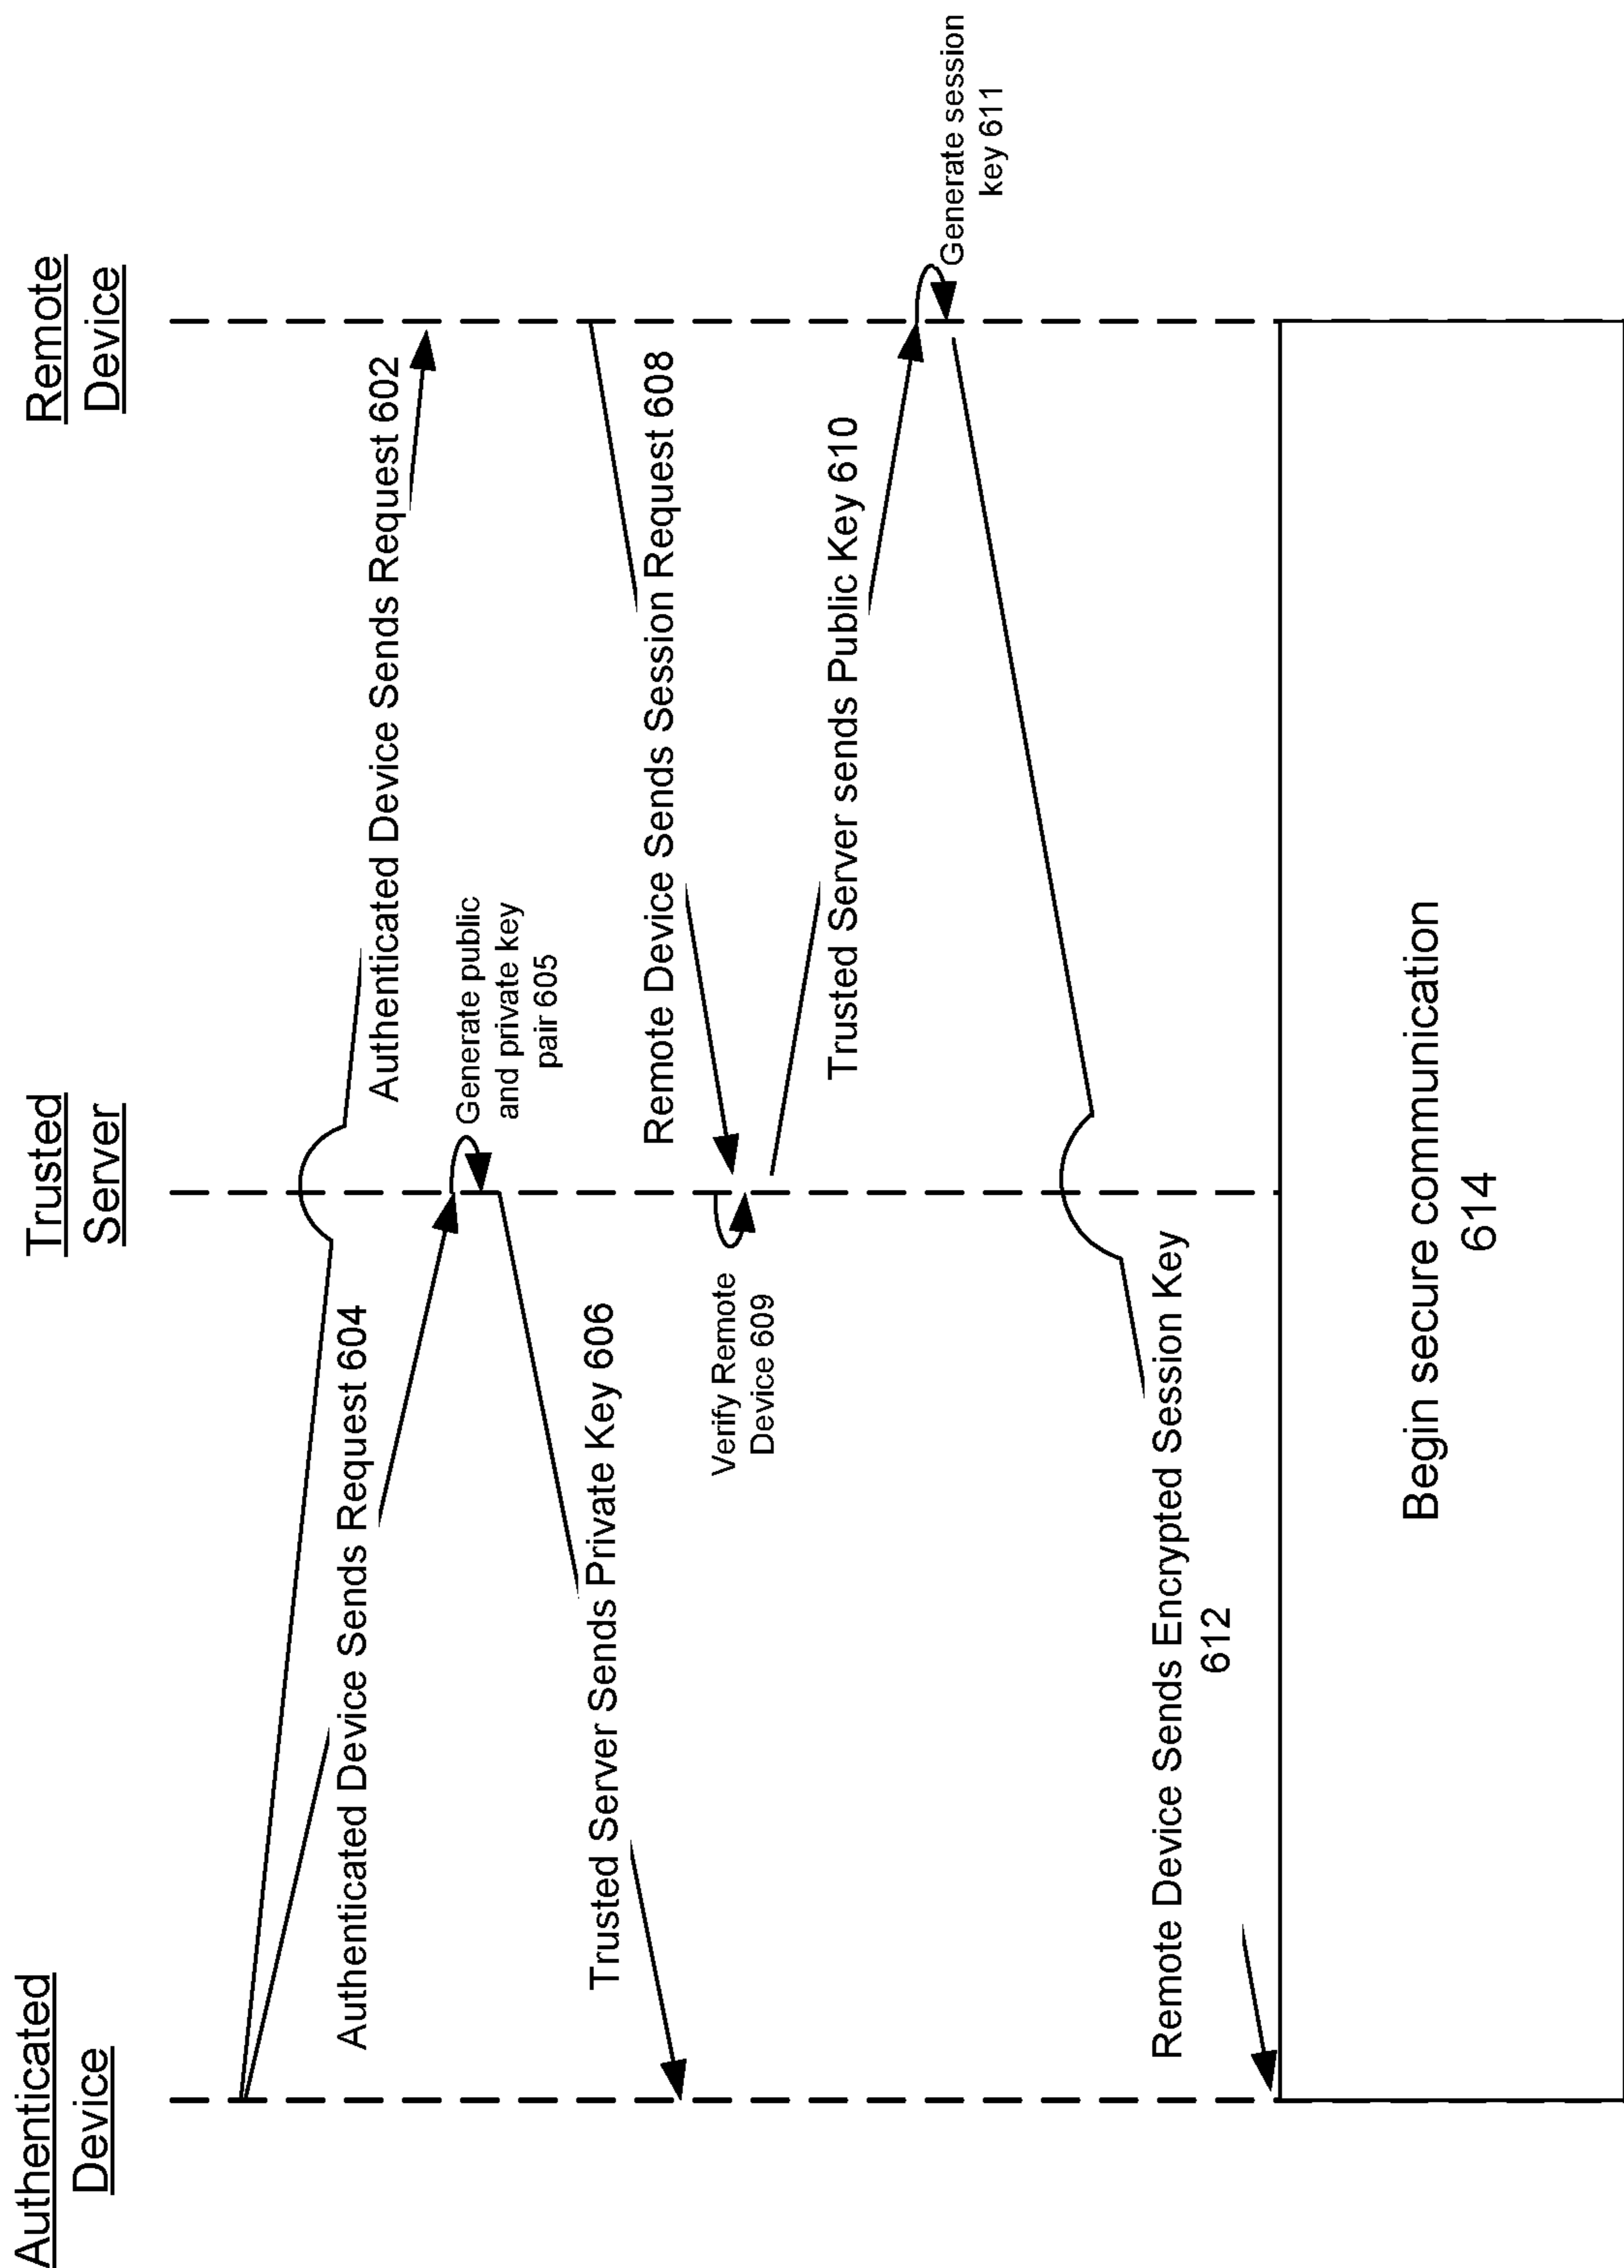 Authenticated
Device
Trusted
Server
Remote
Device
Authenticated Device Sends Request 602
Authenticated Device Sends Request 604
Generate public
and private key
pair 605
Trusted Server Sends Private Key 606
Remote Device Sends Session Request 608
Verify Remote
Device 609
Trusted Server sends Public Key 610
Generate session
key 611
Remote Device Sends Encrypted Session Key
612
Begin secure communication
614